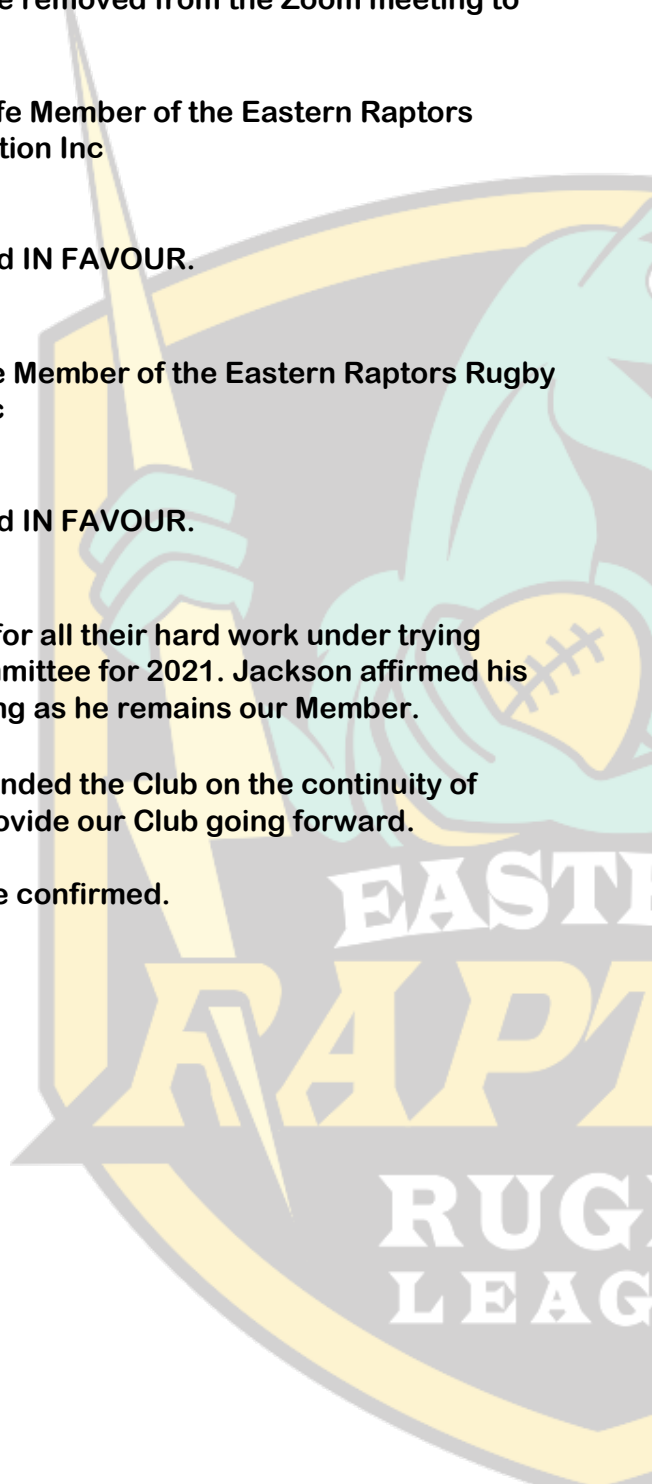 removed from the Zoom meeting to
fe Member of the Eastern Raptors
tion Inc
d IN FAVOUR.
e Member of the Eastern Raptors Rugby
c
d IN FAVOUR.
for all their hard work under trying
mittee for 2021. Jackson affirmed his
ng as he remains our Member.
nded the Club on the continuity of
ovide our Club going forward.
e confirmed.
EASTE
RAPT
RUG
LEAG